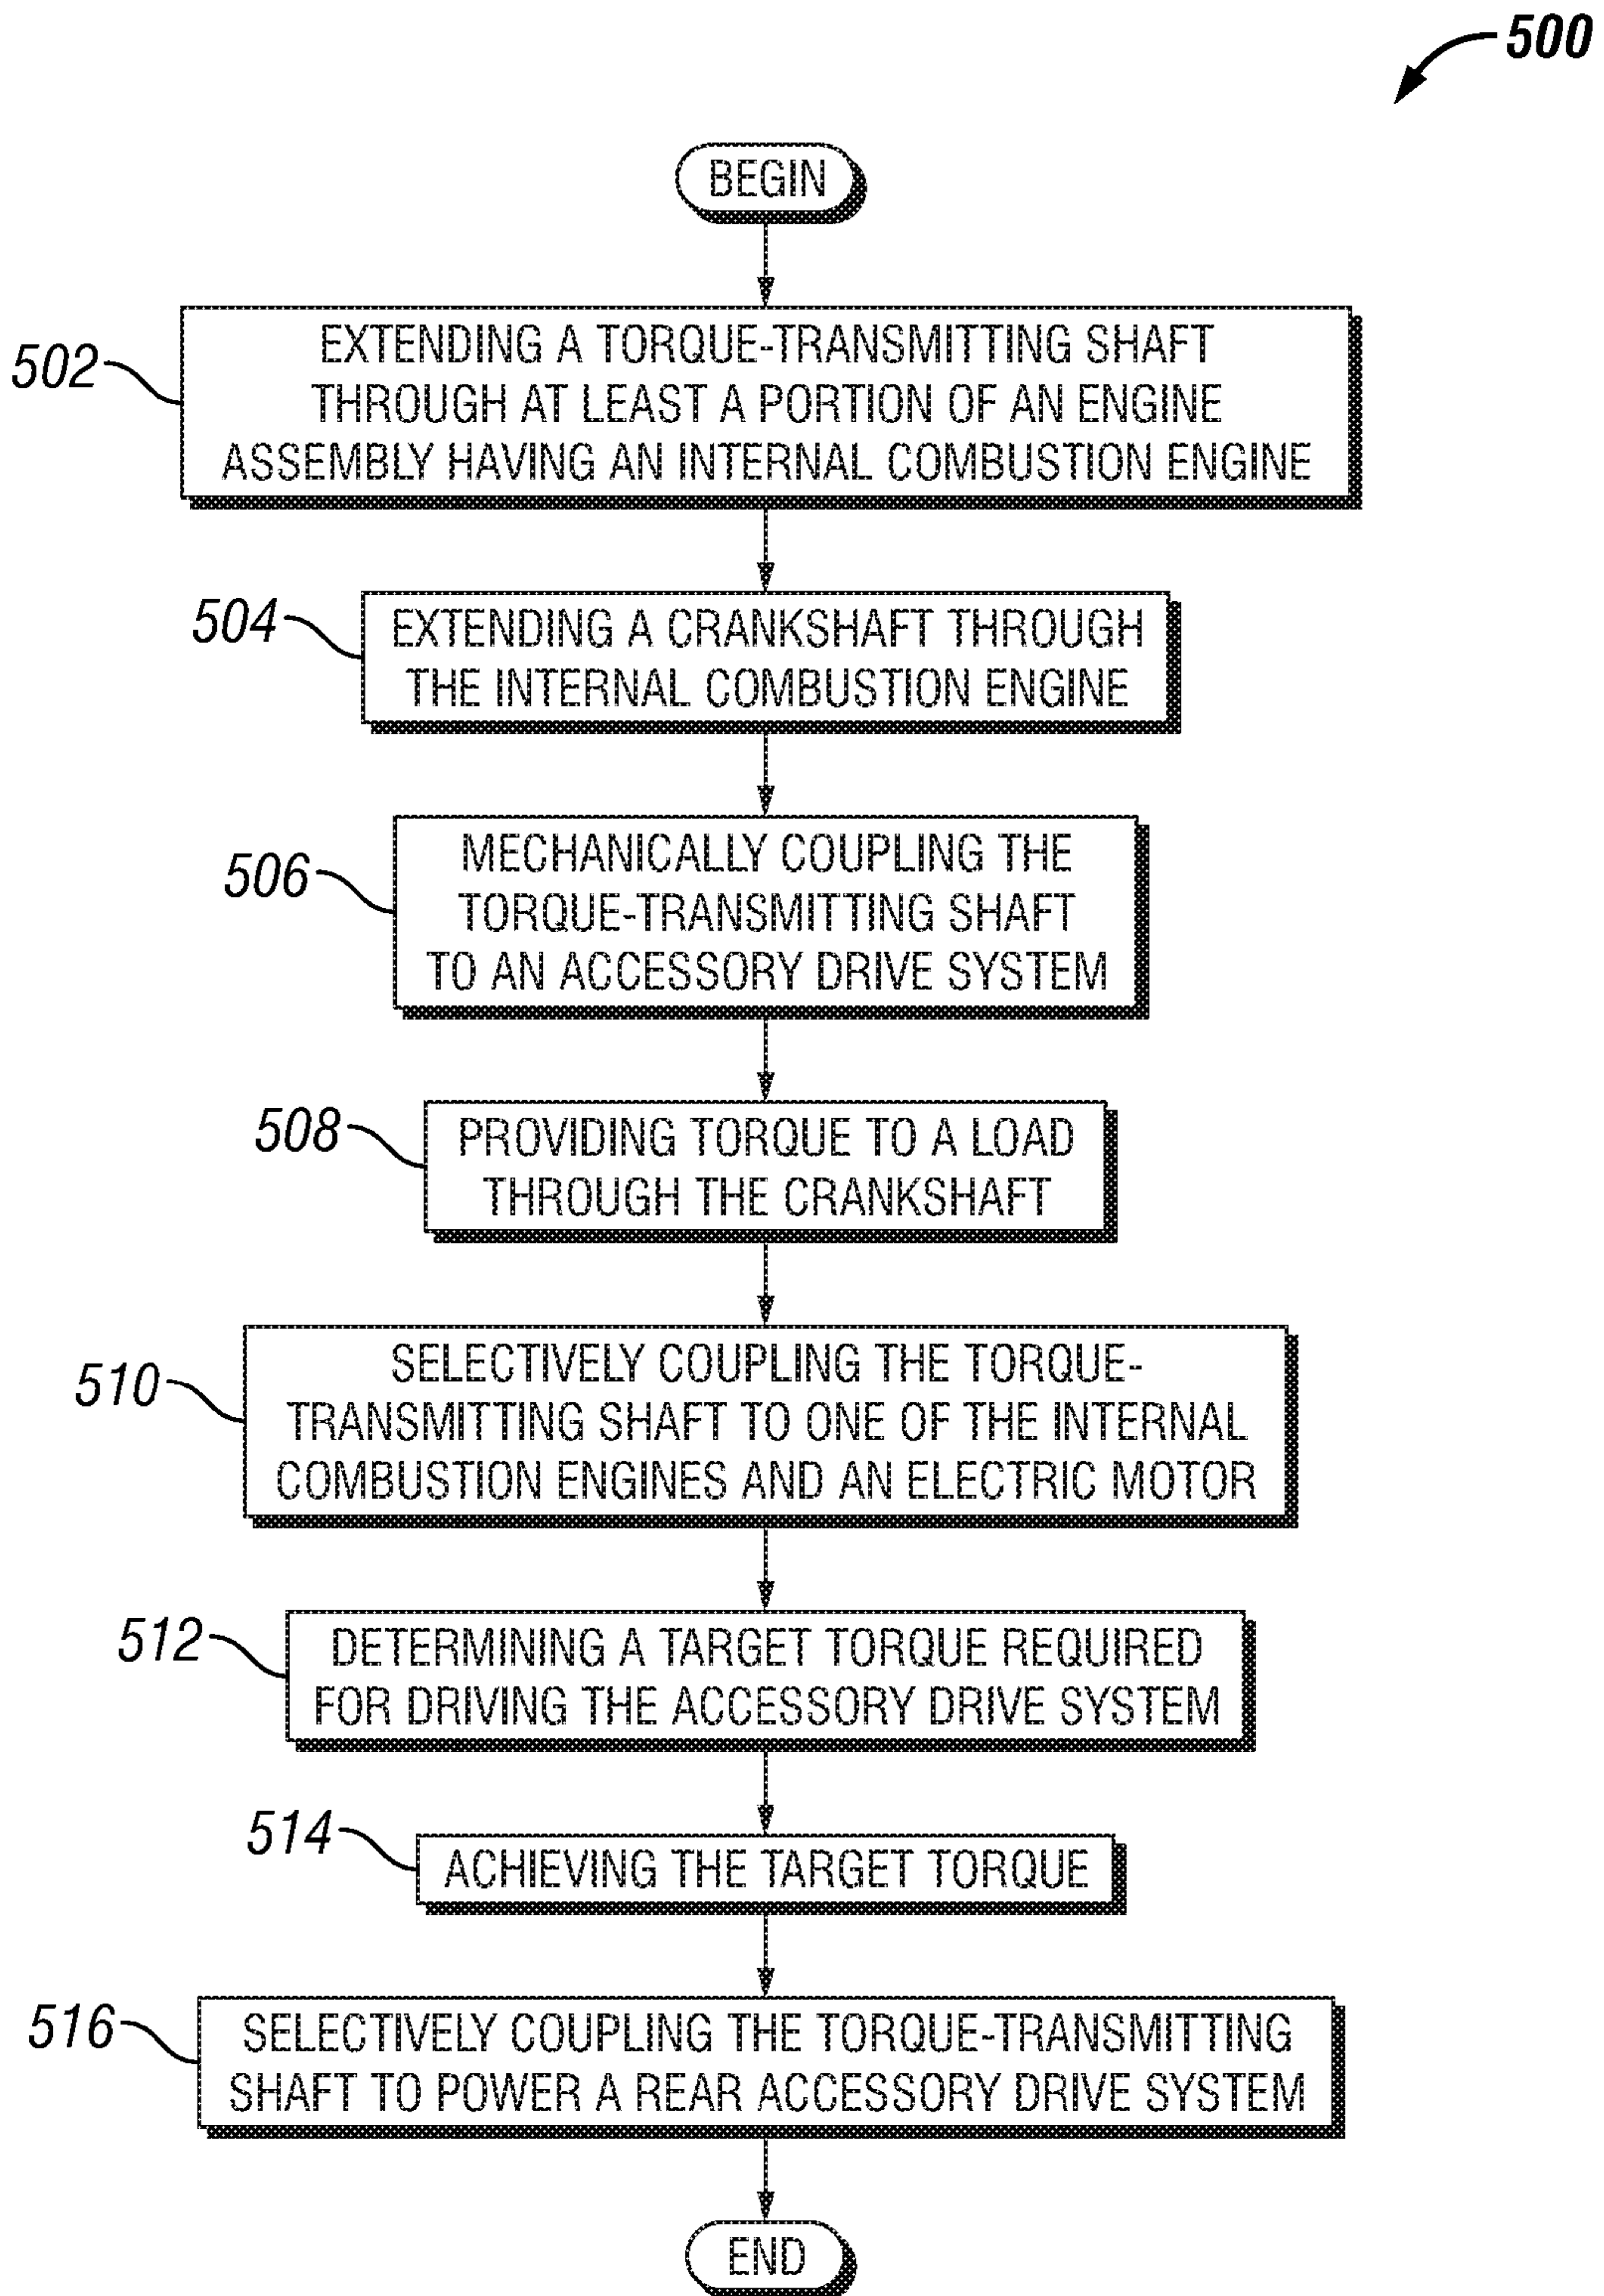 500
BEGIN
502
EXTENDING A TORQUE-TRANSMITTING SHAFT
THROUGH AT LEAST A PORTION OF AN ENGINE
ASSEMBLY HAVING AN INTERNAL COMBUSTION ENGINE
504
EXTENDING A CRANKSHAFT THROUGH
THE INTERNAL COMBUSTION ENGINE
506
MECHANICALLY COUPLING THE
TORQUE-TRANSMITTING SHAFT
TO AN ACCESSORY DRIVE SYSTEM
508
PROVIDING TORQUE TO A LOAD
THROUGH THE CRANKSHAFT
510
SELECTIVELY COUPLING THE TORQUE-
TRANSMITTING SHAFT TO ONE OF THE INTERNAL
COMBUSTION ENGINES AND AN ELECTRIC MOTOR
512
DETERMINING A TARGET TORQUE REQUIRED
FOR DRIVING THE ACCESSORY DRIVE SYSTEM
514
ACHIEVING THE TARGET TORQUE
516
SELECTIVELY COUPLING THE TORQUE-TRANSMITTING
SHAFT TO POWER A REAR ACCESSORY DRIVE SYSTEM
END